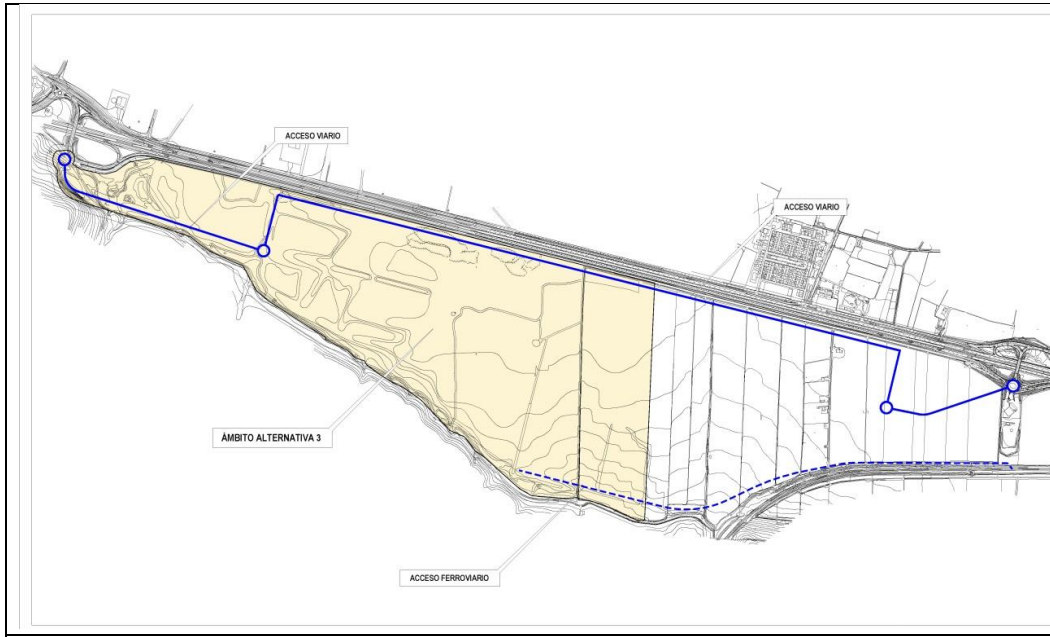 ACCESO VIARIO
ACCESO VIARIO
ÁMBITO ALTERNATIVA 3
ACCESO FERROVIARIO